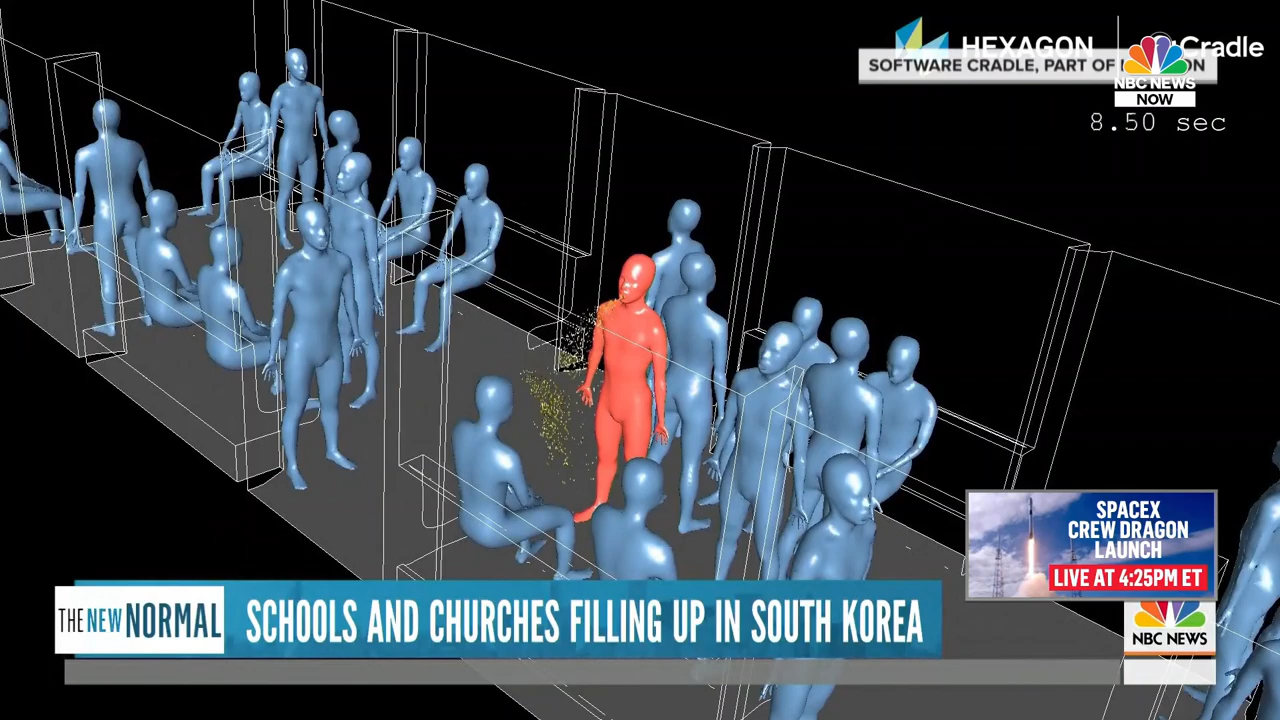 HEXAGON
Cradle
SOFTWARE CRADLE, PART OF
NBC NEWS
NOW
8.50 sec
SPACEX
CREW DRAGON
LAUNCH
LIVE AT 4:25PM ET
THE NEW NORMAL
SCHOOLS AND CHURCHES FILLING UP IN SOUTH KOREA
NBC NEWS